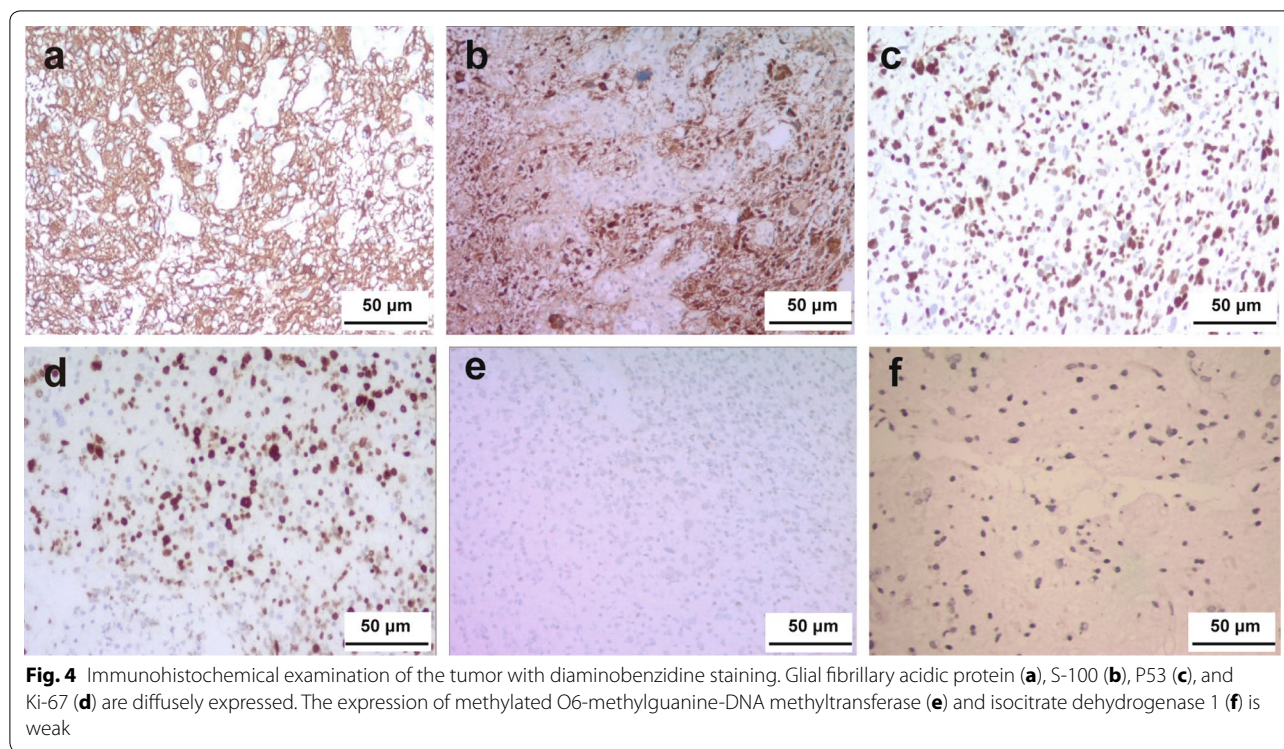 a
b
c
50 µm
50 µm
50 µm
d
e
f
50 µm
50 µm
50 µm
Fig. 4 Immunohistochemical examination of the tumor with diaminobenzidine staining. Glial fibrillary acidic protein (a), S-100 (b), P53 (c), and
Ki-67 (d) are diffusely expressed. The expression of methylated O6-methylguanine-DNA methyltransferase (e) and isocitrate dehydrogenase 1 (f) is
weak